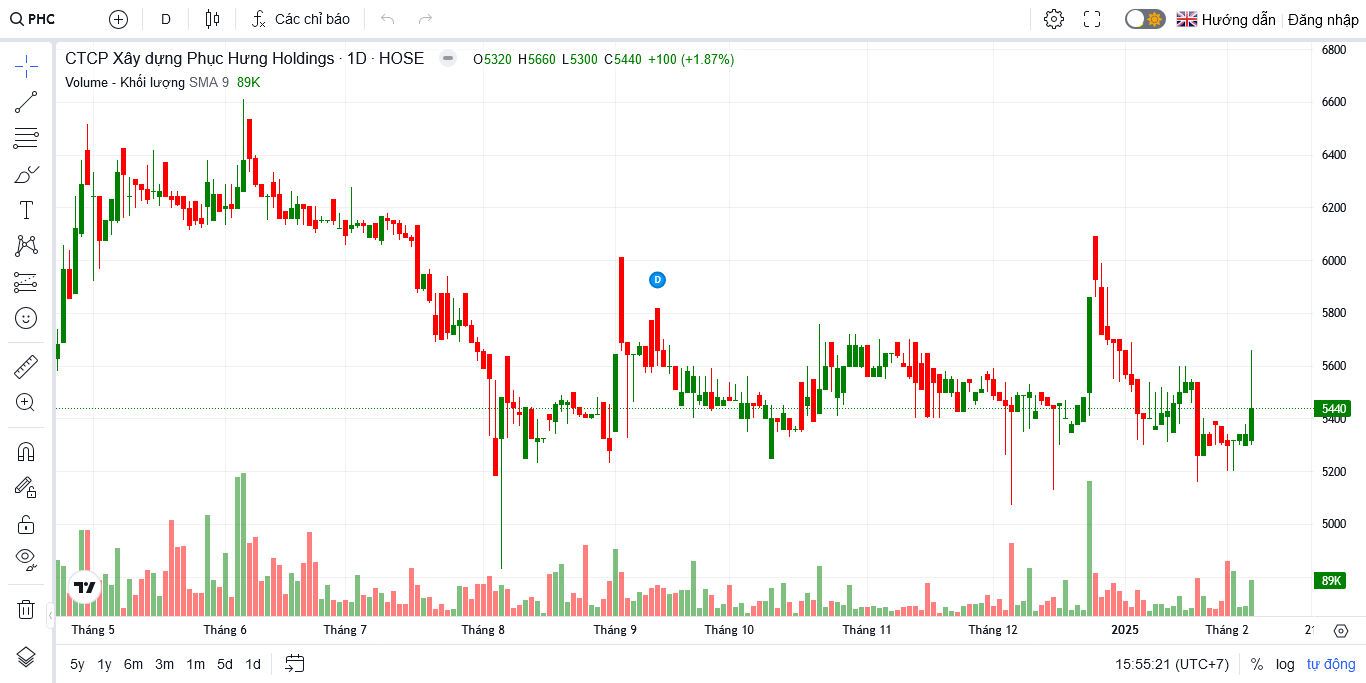 PHC D Các chỉ báo Hướng dẫn Đăng nhập
CTCP Xây dựng Phục Hưng Holdings · 1D · HOSE O5320 H5660 L5300 C5440 +100 (+1.87%)
Volume - Khối lượng SMA 9 89K
6800
6600
6400
6200
6000
D
5800
5600
5440
5400
5200
5000
89K
Tháng 5 Tháng 6 Tháng 7 Tháng 8 Tháng 9 Tháng 10 Tháng 11 Tháng 12 2025 Tháng 2
5y 1y 6m 3m 1m 5d 1d 15:55:21 (UTC+7) % log tự động